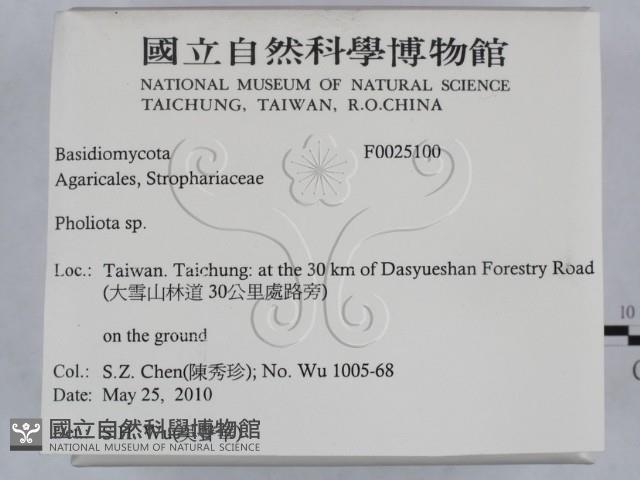 國立自然科學博物館
NATIONAL MUSEUM OF NATURAL SCIENCE
TAICHUNG, TAIWAN, R.O.CHINA
Basidiomycota F0025100
Agaricales, Strophariaceae
Pholiota sp.
Loc.: Taiwan. Taichung: at the 30 km of Dasyueshan Forestry Road
(大雪山林道 30公里處路旁)
on the ground
Col.: S.Z. Chen(陳秀珍); No. Wu 1005-68
Date: May 25, 2010
國立自然科學博物館
NATIONAL MUSEUM OF NATURAL SCIENCE
10